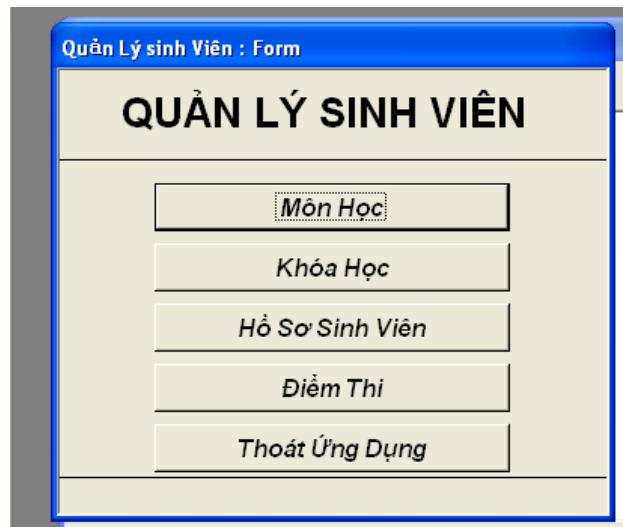 Quản Lý sinh Viên : Form
QUẢN LÝ SINH VIÊN
Môn Học
Khóa Học
Hồ Sơ Sinh Viên
Điểm Thi
Thoát Ứng Dụng